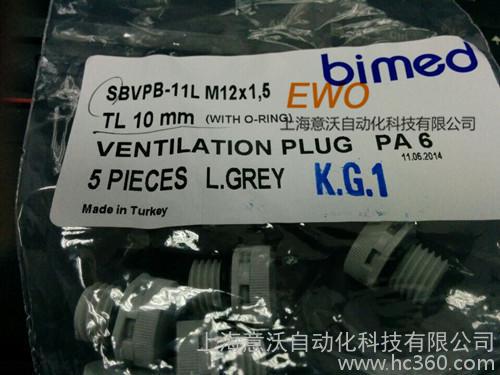 bimed
SBVPB-11L M12x1,5
EWO
TL 10 mm (WITH O-RING)
上海意沃自动化科技有限公司
VENTILATION PLUG PA 6
11.06.2014
5 PIECES L.GREY K.G.1
Made in Turkey
上海意沃自动化科技有限公司
www.hc360.com